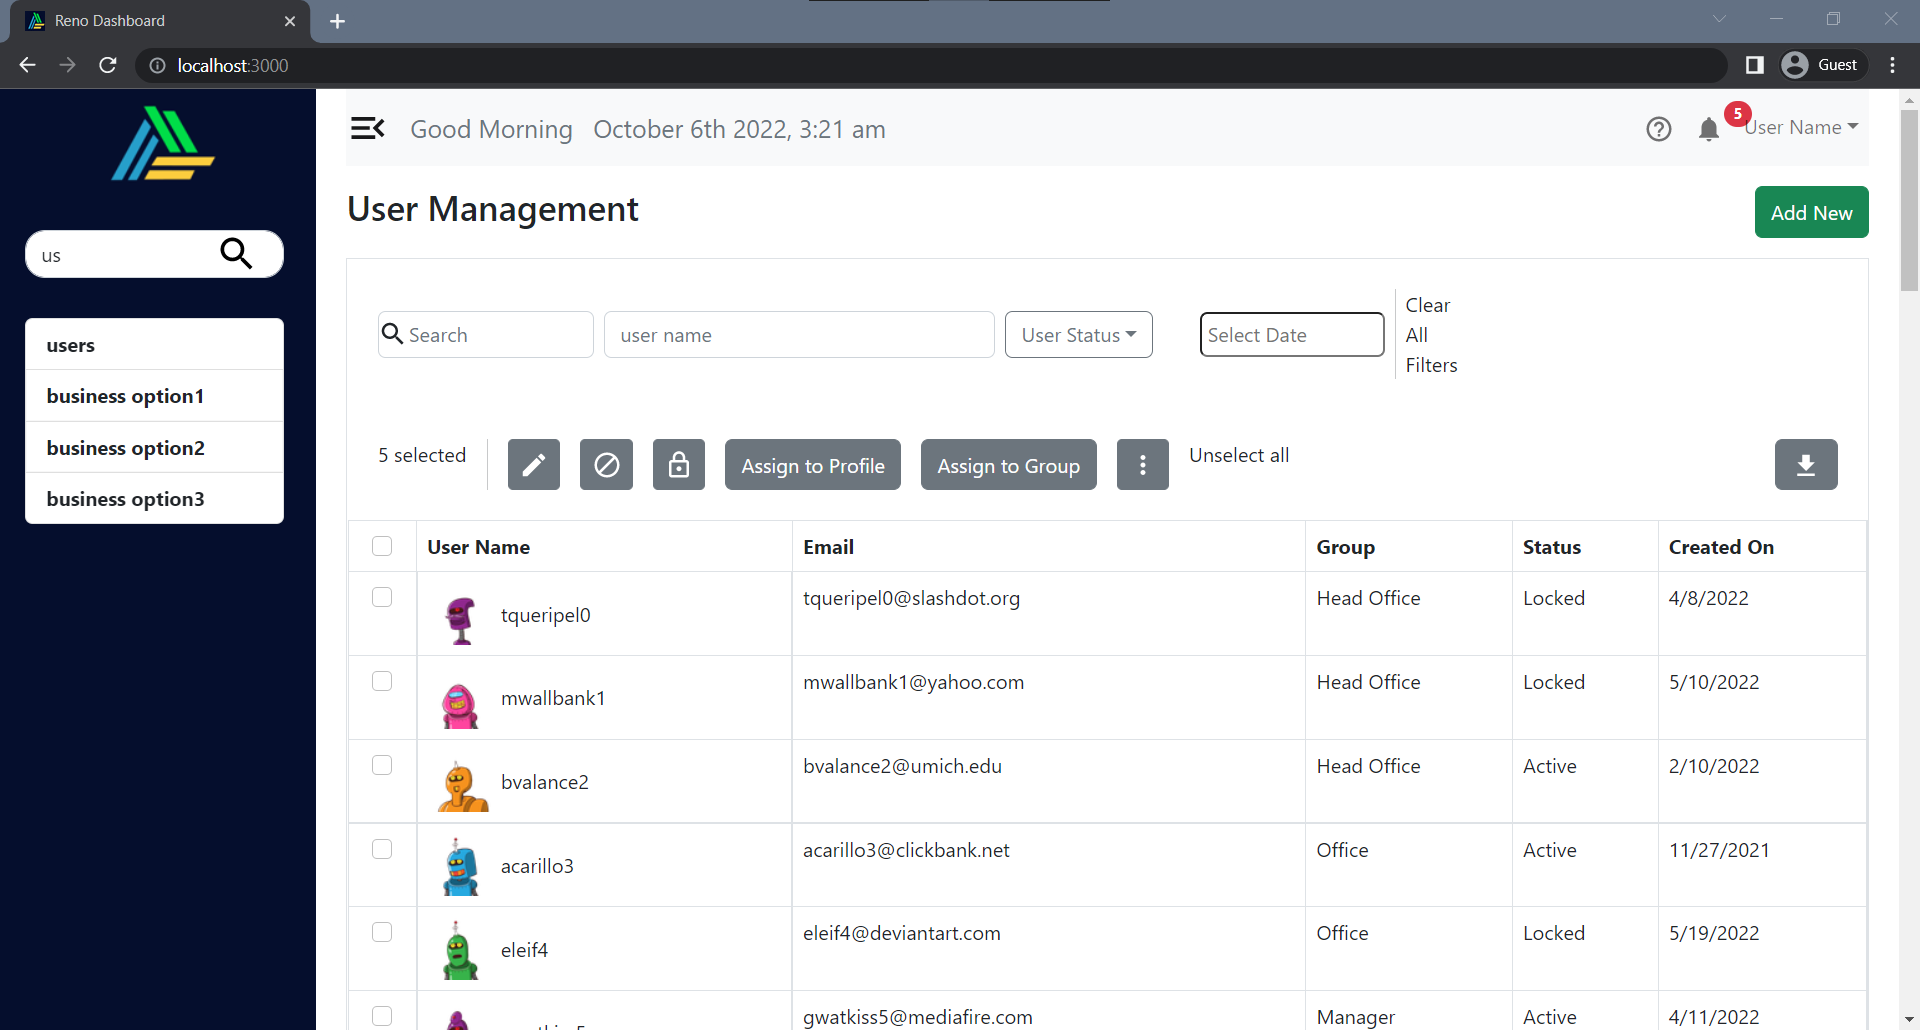 Reno Dashboard
localhost:3000
Guest
Good Morning October 6th 2022, 3:21 am
5
User Name
User Management
Add New
us
users
business option1
business option2
business option3
Search
user name
User Status
Select Date
Clear
All
Filters
5 selected
Assign to Profile
Assign to Group
Unselect all
User Name Email Group Status Created On
tqueripel0 tqueripel0@slashdot.org Head Office Locked 4/8/2022
mwallbank1 mwallbank1@yahoo.com Head Office Locked 5/10/2022
bvalance2 bvalance2@umich.edu Head Office Active 2/10/2022
acarillo3 acarillo3@clickbank.net Office Active 11/27/2021
eleif4 eleif4@deviantart.com Office Locked 5/19/2022
gwatkiss5@mediafire.com Manager Active 4/11/2022